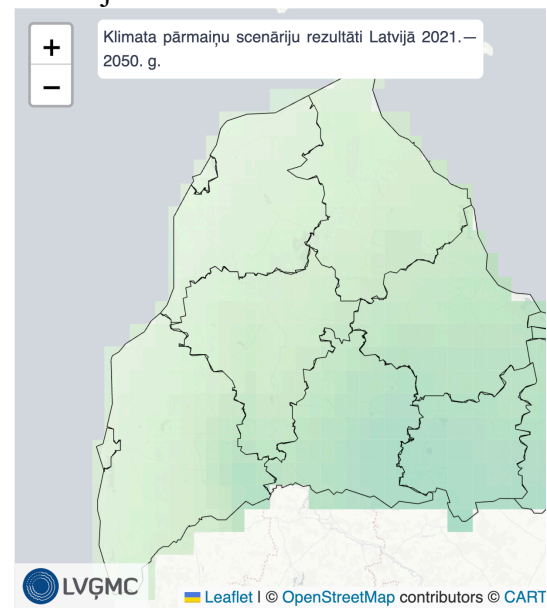 +
Klimata pārmaiņu scenāriju rezultāti Latvijā 2021.—
2050. g.
−
LVĢMC
Leaflet | © OpenStreetMap contributors © CART